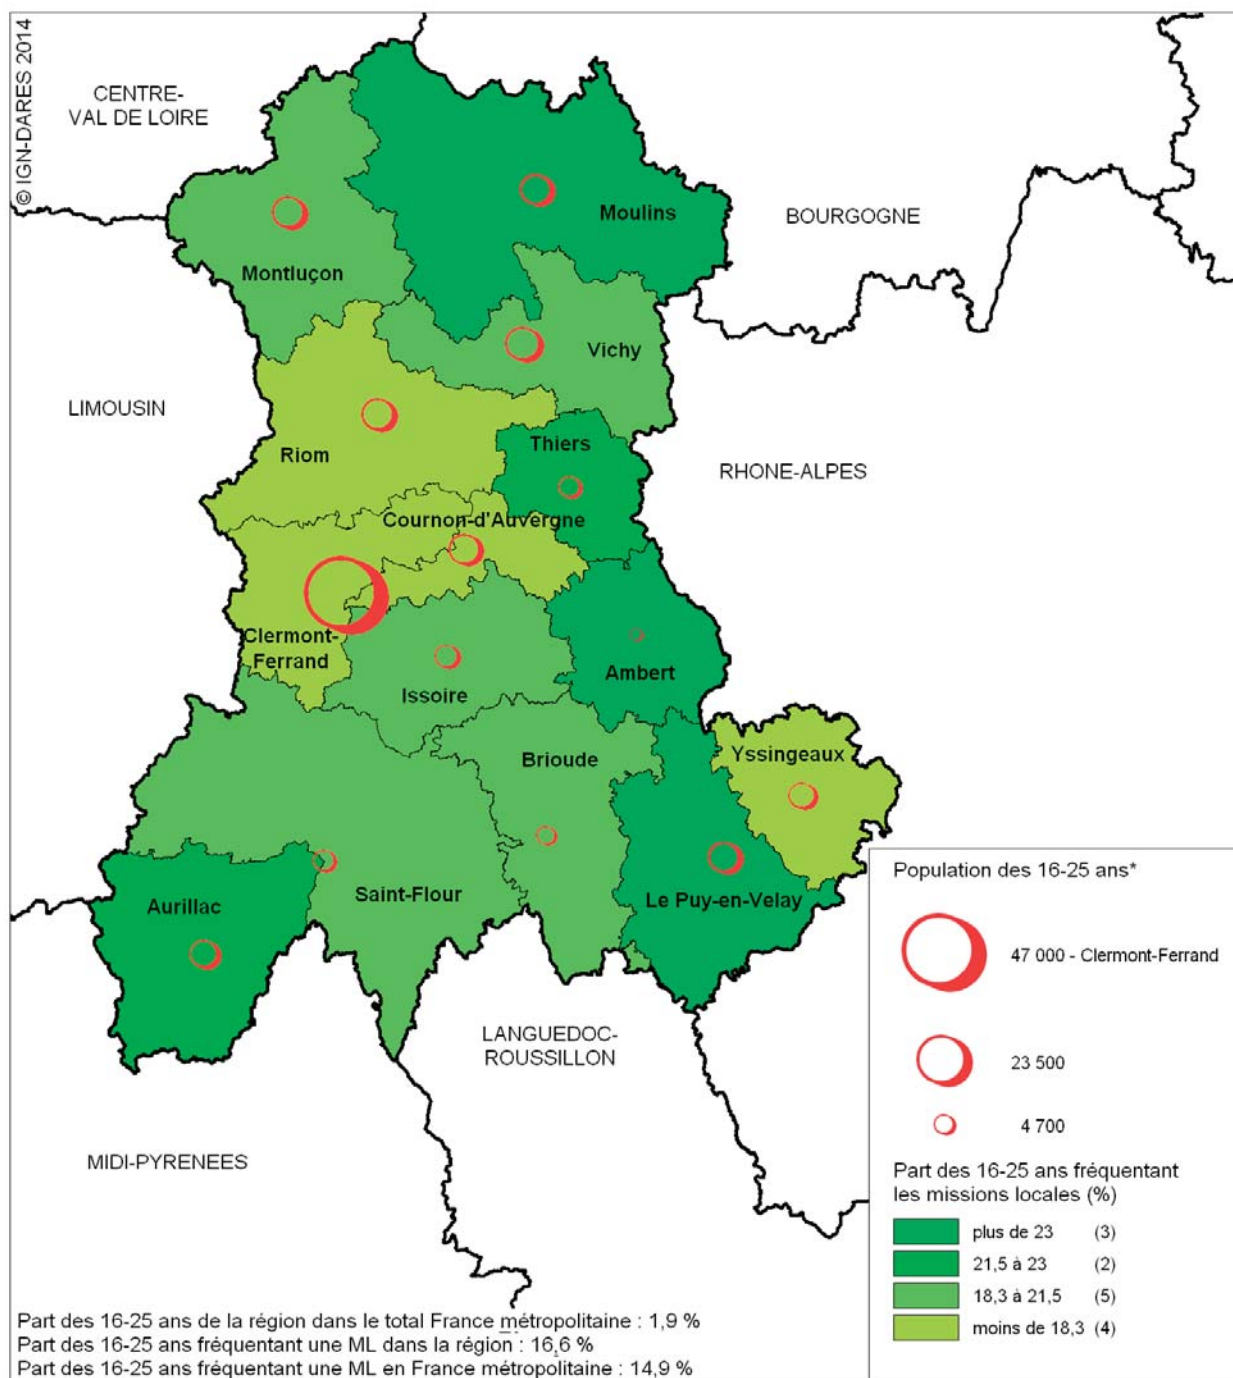 © IGN-DARES 2014
CENTRE-
VAL DE LOIRE
Moulins
BOURGOGNE
Montluçon
Vichy
LIMOUSIN
Riom
Thiers
RHONE-ALPES
Cournon-d'Auvergne
Clermont-
Ferrand
Issoire
Ambert
Brioude
Yssingeaux
Aurillac
Saint-Flour
Le Puy-en-Velay
LANGUEDOC-
ROUSSILLON
MIDI-PYRENEES
Population des 16-25 ans*
47 000 - Clermont-Ferrand
23 500
4 700
Part des 16-25 ans fréquentant
les missions locales (%)
plus de 23 (3)
21,5 à 23 (2)
18,3 à 21,5 (5)
moins de 18,3 (4)
Part des 16-25 ans de la région dans le total France métropolitaine : 1,9 %
Part des 16-25 ans fréquentant une ML dans la région : 16,6 %
Part des 16-25 ans fréquentant une ML en France métropolitaine : 14,9 %